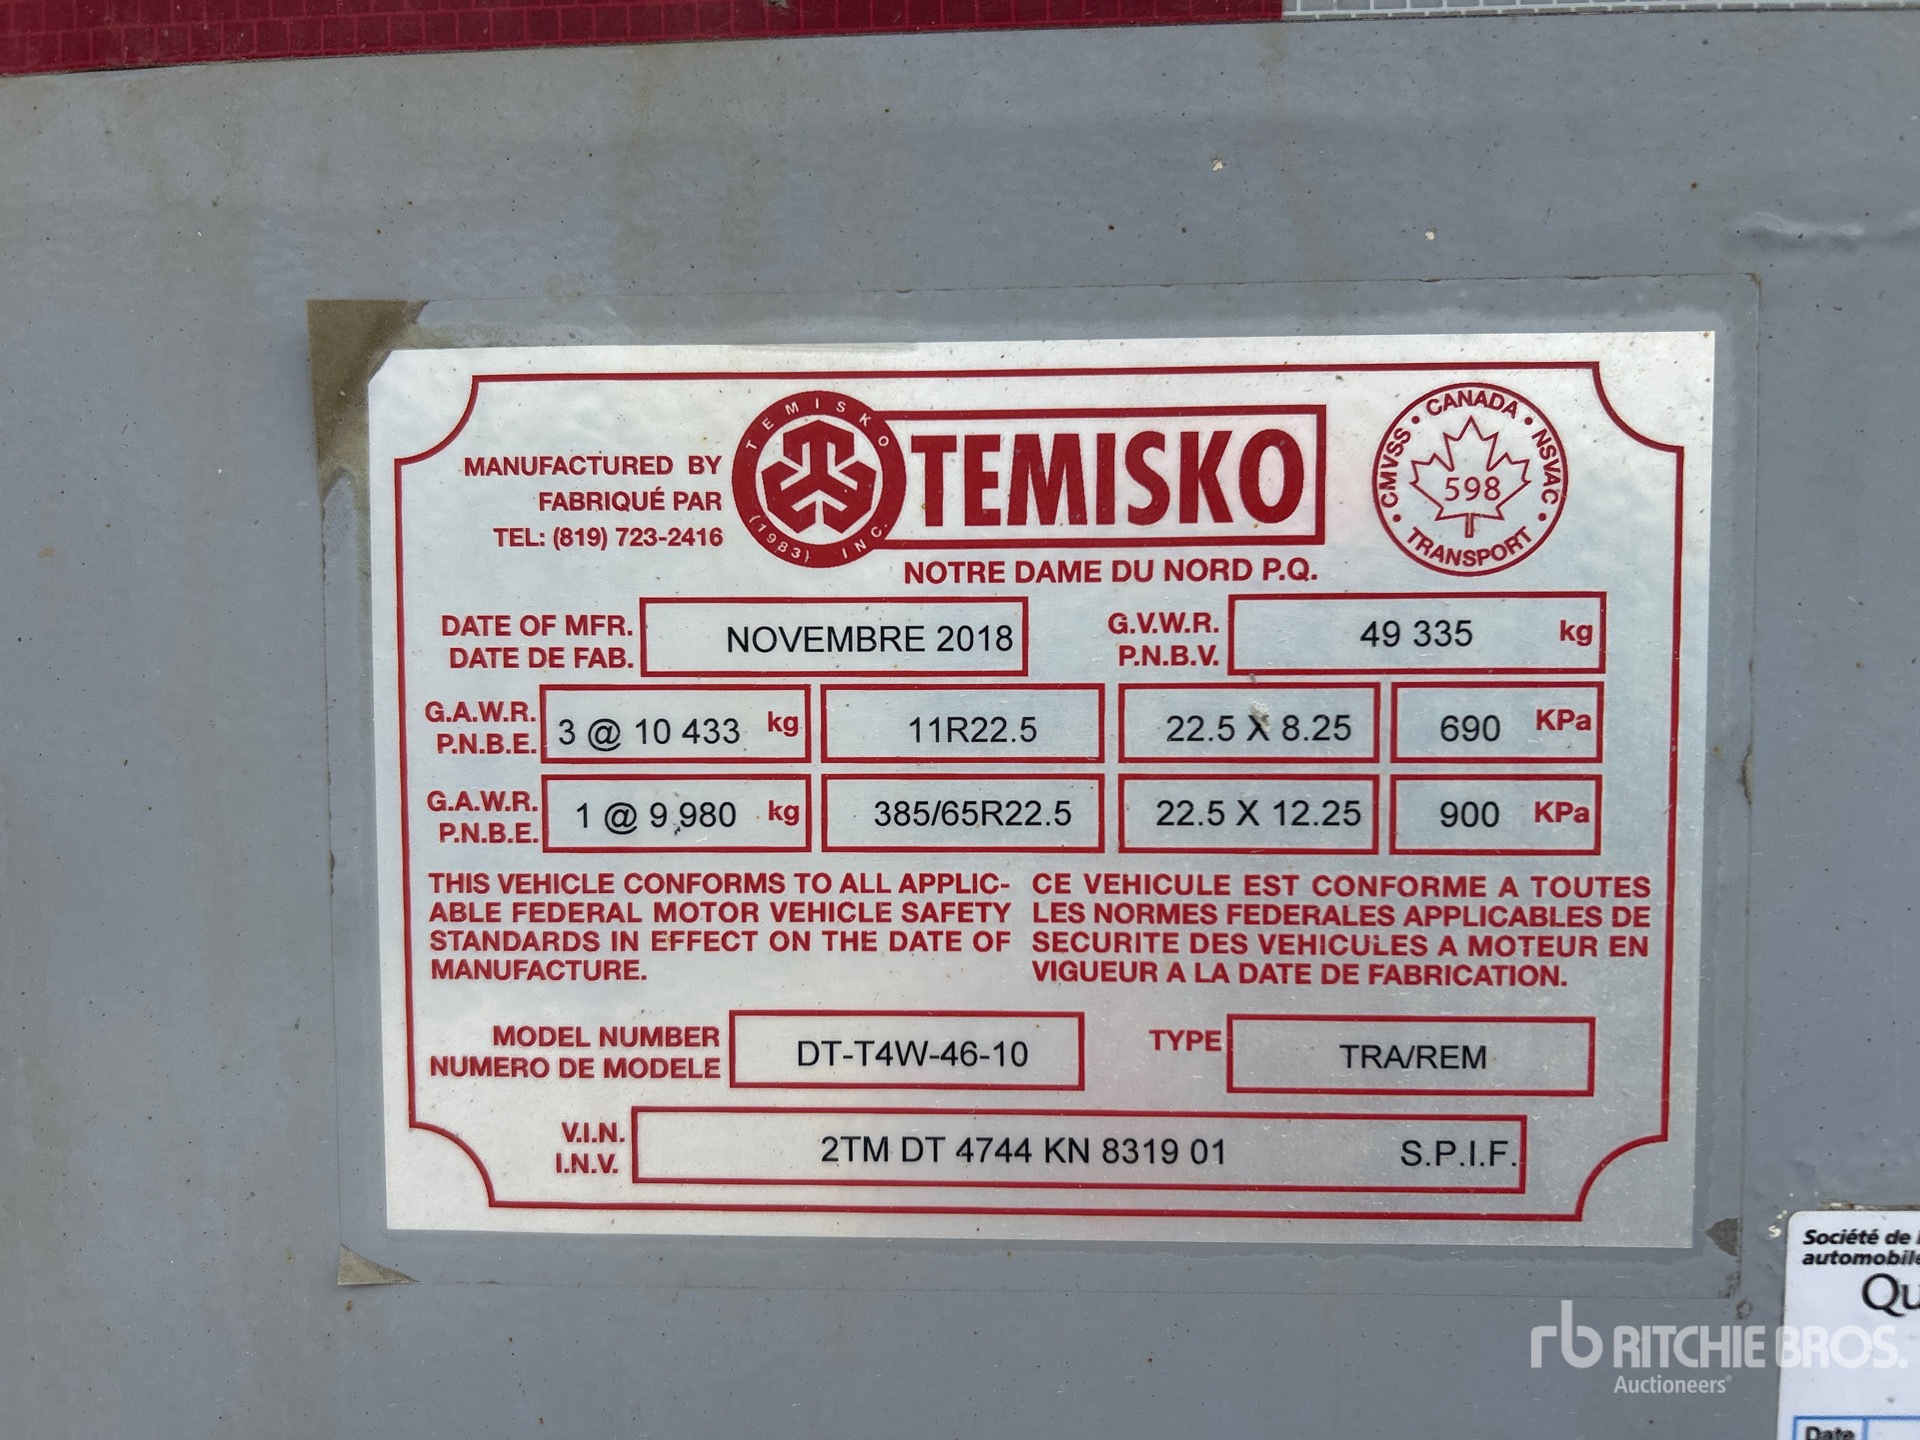 MANUFACTURED BY
FABRIQUÉ PAR
TEL: (819) 723-2416
TEMISKO (1983) INC.
TEMISKO
NOTRE DAME DU NORD P.Q.
CANADA • NSVAC • TRANSPORT • CMVSS •
598
DATE OF MFR.
DATE DE FAB.
NOVEMBRE 2018
G.V.W.R.
P.N.B.V.
49 335 kg
G.A.W.R.
P.N.B.E.
3 @ 10 433 kg 11R22.5 22.5 X 8.25 690 KPa
G.A.W.R.
P.N.B.E.
1 @ 9,980 kg 385/65R22.5 22.5 X 12.25 900 KPa
THIS VEHICLE CONFORMS TO ALL APPLIC-
ABLE FEDERAL MOTOR VEHICLE SAFETY
STANDARDS IN EFFECT ON THE DATE OF
MANUFACTURE.
CE VEHICULE EST CONFORME A TOUTES
LES NORMES FEDERALES APPLICABLES DE
SECURITE DES VEHICULES A MOTEUR EN
VIGUEUR A LA DATE DE FABRICATION.
MODEL NUMBER
NUMERO DE MODELE
DT-T4W-46-10
TYPE
TRA/REM
V.I.N.
I.N.V.
2TM DT 4744 KN 8319 01 S.P.I.F.
Société de
automobile
Qu
Date
rb RITCHIE BROS.
Auctioneers